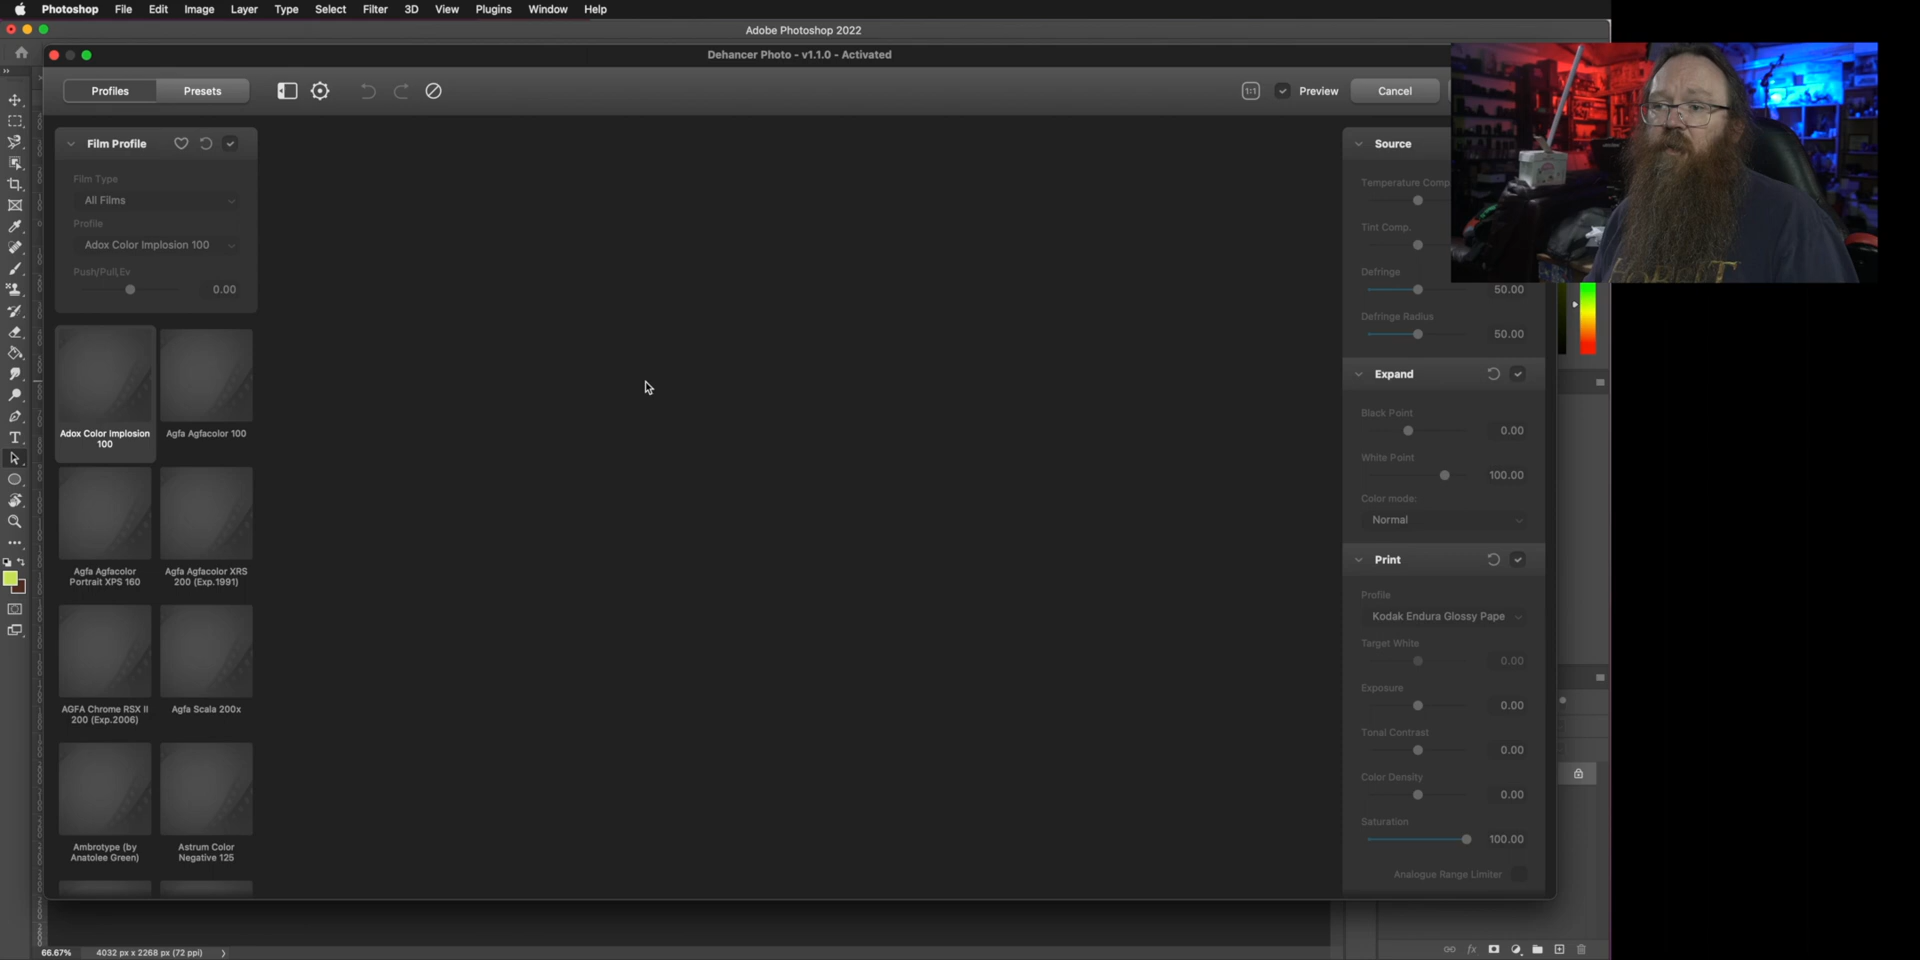 Photoshop File Edit Image Layer Type Select Filter 3D View Plugins Window Help
Adobe Photoshop 2022
Dehancer Photo - v1.1.0 - Activated
Profiles Presets
1:1 Preview Cancel
Film Profile
Film Type
All Films
Profile
Adox Color Implosion 100
Push/Pull,Ev
0.00
Adox Color Implosion
100
Agfa Agfacolor 100
Agfa Agfacolor
Portrait XPS 160
Agfa Agfacolor XRS
200 (Exp.1991)
AGFA Chrome RSX II
200 (Exp.2006)
Agfa Scala 200x
Ambrotype (by
Anatolee Green)
Astrum Color
Negative 125
Source
Temperature Comp
Tint Comp.
Defringe
50.00
Defringe Radius
50.00
Expand
Black Point
0.00
White Point
100.00
Color mode:
Normal
Print
Profile
Kodak Endura Glossy Pape
Target White
0.00
Exposure
0.00
Tonal Contrast
0.00
Color Density
0.00
Saturation
100.00
Analogue Range Limiter
66.67% 4032 px x 2268 px (72 ppi)